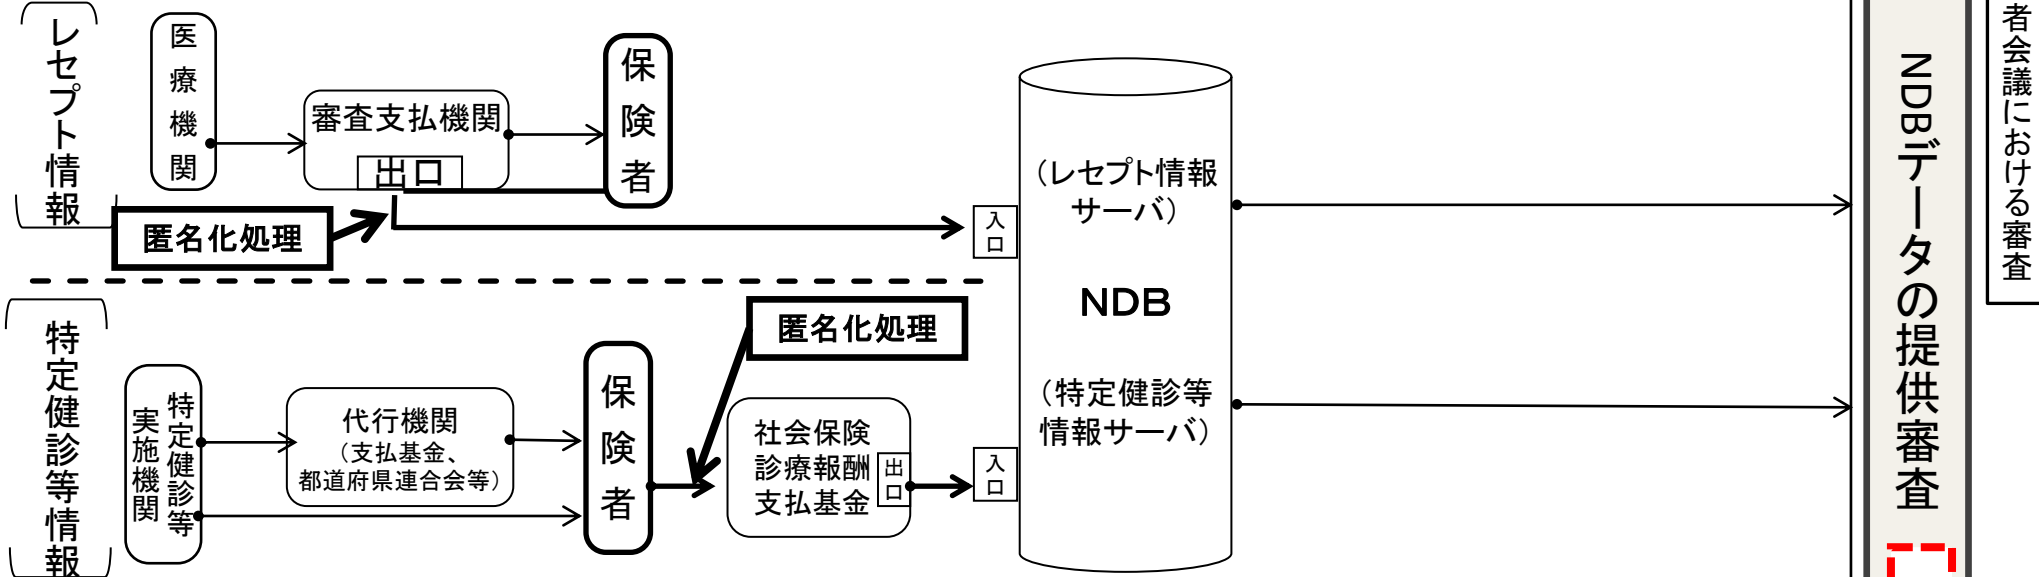 レセプト情報
医療機関
審査支払機関
出口
保険者
匿名化処理
入口
（レセプト情報
サーバ）
NDB
（特定健診等
情報サーバ）
特定健診等情報
特定健診等
実施機関
代行機関
（支払基金、
都道府県連合会等）
保険者
匿名化処理
社会保険
診療報酬
支払基金
出口
入口
NDBデータの提供審査
者会議における審査